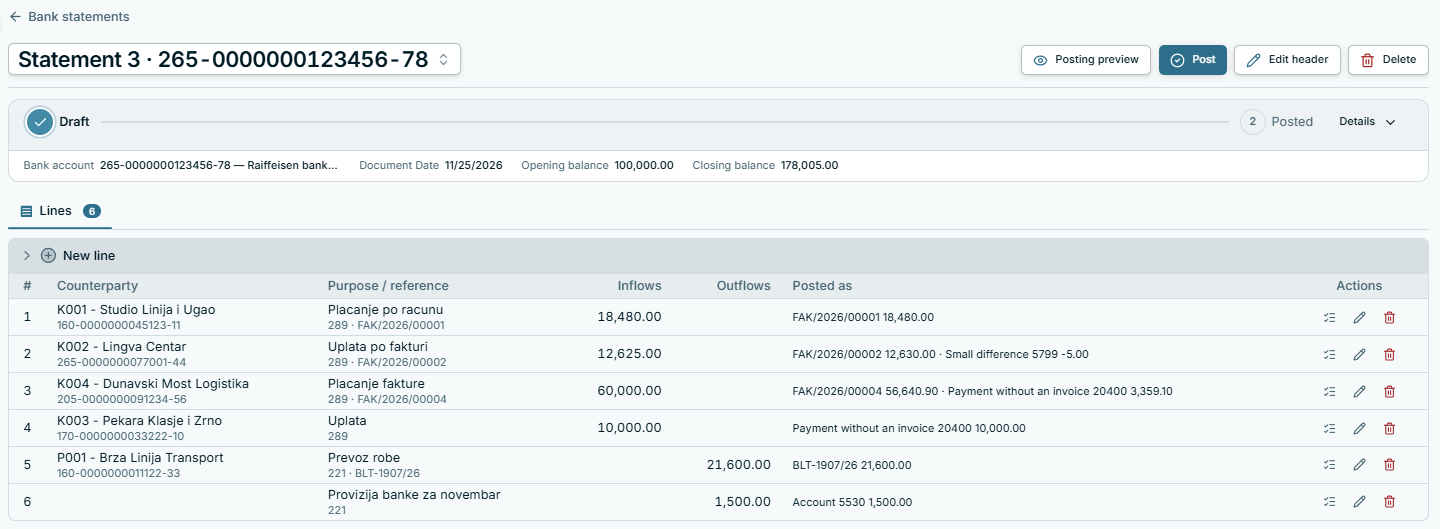 Bank statements
Statement 3 · 265-0000000123456-78
Posting preview
Post
Edit header
Delete
Draft
2 Posted
Details
Bank account 265-0000000123456-78 — Raiffeisen bank... Document Date 11/25/2026 Opening balance 100,000.00 Closing balance 178,005.00
Lines 6
New line
# Counterparty Purpose / reference Inflows Outflows Posted as Actions
1 K001 - Studio Linija i Ugao Placanje po racunu 18,480.00 FAK/2026/00001 18,480.00
160-0000000045123-11 289 · FAK/2026/00001
2 K002 - Lingva Centar Uplata po fakturi 12,625.00 FAK/2026/00002 12,630.00 · Small difference 5799 -5.00
265-0000000077001-44 289 · FAK/2026/00002
3 K004 - Dunavski Most Logistika Placanje fakture 60,000.00 FAK/2026/00004 56,640.90 · Payment without an invoice 20400 3,359.10
205-0000000091234-56 289 · FAK/2026/00004
4 K003 - Pekara Klasje i Zrno Uplata 10,000.00 Payment without an invoice 20400 10,000.00
170-0000000033222-10 289
5 P001 - Brza Linija Transport Prevoz robe 21,600.00 BLT-1907/26 21,600.00
160-0000000011122-33 221 · BLT-1907/26
6 Provizija banke za novembar 1,500.00 Account 5530 1,500.00
221